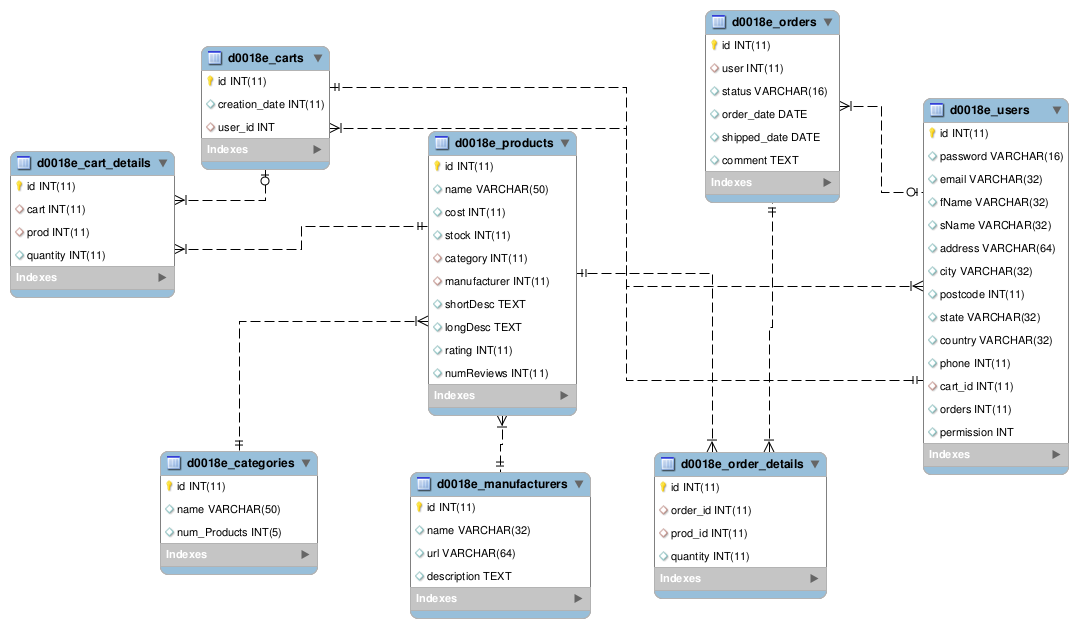 d0018e_orders
id INT(11)
user INT(11)
status VARCHAR(16)
order_date DATE
shipped_date DATE
comment TEXT
Indexes
d0018e_carts
id INT(11)
creation_date INT(11)
user_id INT
Indexes
d0018e_users
id INT(11)
password VARCHAR(16)
email VARCHAR(32)
fName VARCHAR(32)
sName VARCHAR(32)
address VARCHAR(64)
city VARCHAR(32)
postcode INT(11)
state VARCHAR(32)
country VARCHAR(32)
phone INT(11)
cart_id INT(11)
orders INT(11)
permission INT
Indexes
d0018e_products
id INT(11)
name VARCHAR(50)
cost INT(11)
stock INT(11)
category INT(11)
manufacturer INT(11)
shortDesc TEXT
longDesc TEXT
rating INT(11)
numReviews INT(11)
Indexes
d0018e_cart_details
id INT(11)
cart INT(11)
prod INT(11)
quantity INT(11)
Indexes
d0018e_categories
id INT(11)
name VARCHAR(50)
num_Products INT(5)
Indexes
d0018e_manufacturers
id INT(11)
name VARCHAR(32)
url VARCHAR(64)
description TEXT
Indexes
d0018e_order_details
id INT(11)
order_id INT(11)
prod_id INT(11)
quantity INT(11)
Indexes